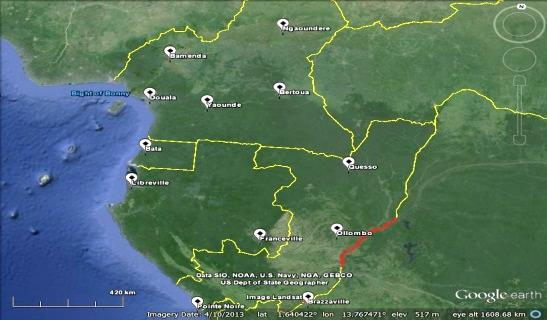 N
Ngaoundere
Bamenda
Bight of Bonny
Douala
Yaounde
Bertoua
Bata
Quesso
Libreville
Franceville
Ollombo
Data SIO, NOAA, U.S. Navy, NGA, GEBCO
US Dept of State Geographer
420 km
Image Landsat
Pointe Noire
Brazzaville
Google earth
Imagery Date: 4/10/2013 lat 1.640422° lon 13.767471° elev 517 m eye alt 1608.68 km